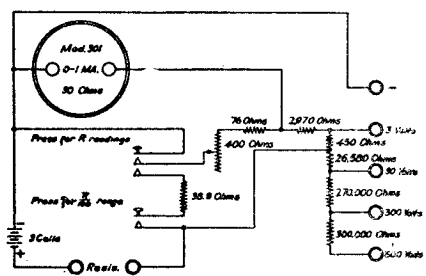 Mod. 301
0-1 MA.
30 Ohms
−
Press for R readings
76 Ohms
2,970 Ohms
3 Volts
400 Ohms
450 Ohms
26,580 Ohms
30 Volts
Press for R/100 range
38.9 Ohms
270,000 Ohms
300 Volts
3 Cells
−
+
300,000 Ohms
Resis.
600 Volts